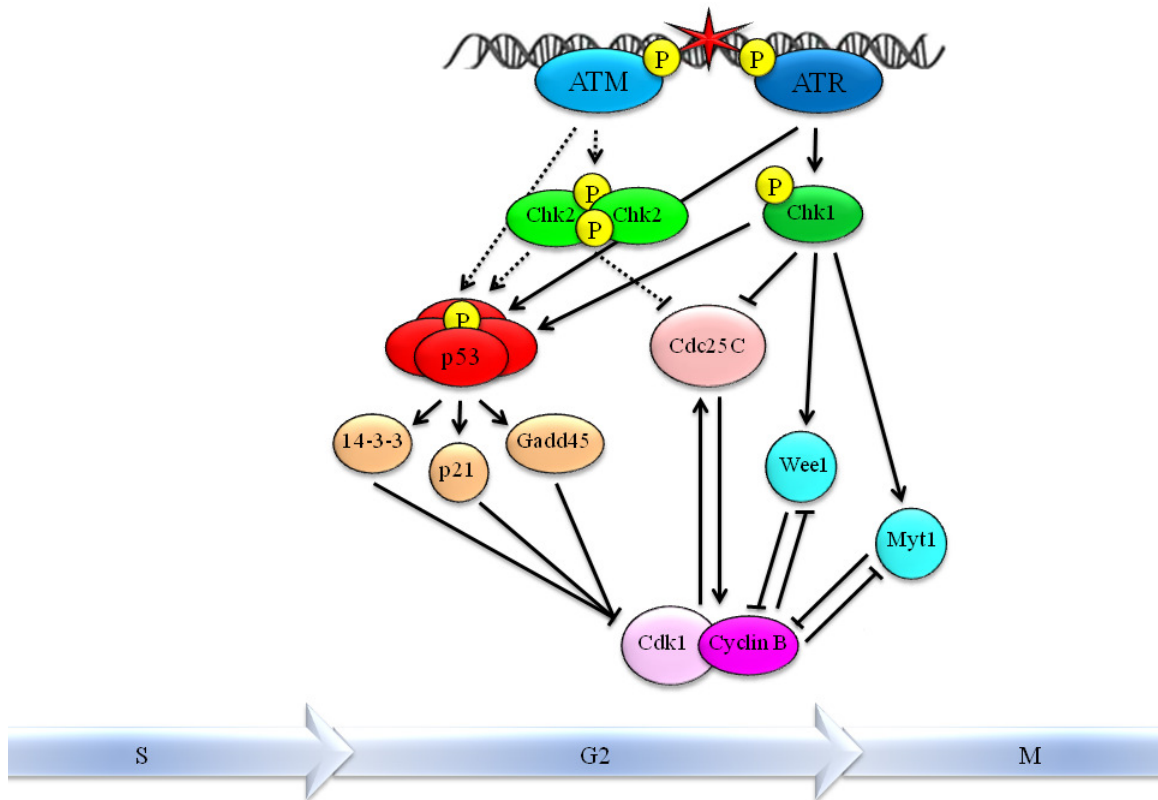 P
P
ATM
ATR
P
P
Chk2
Chk2
P
Chk1
P
p53
Cdc25C
14-3-3
p21
Gadd45
Wee1
Myt1
Cdk1
Cyclin B
S
G2
M